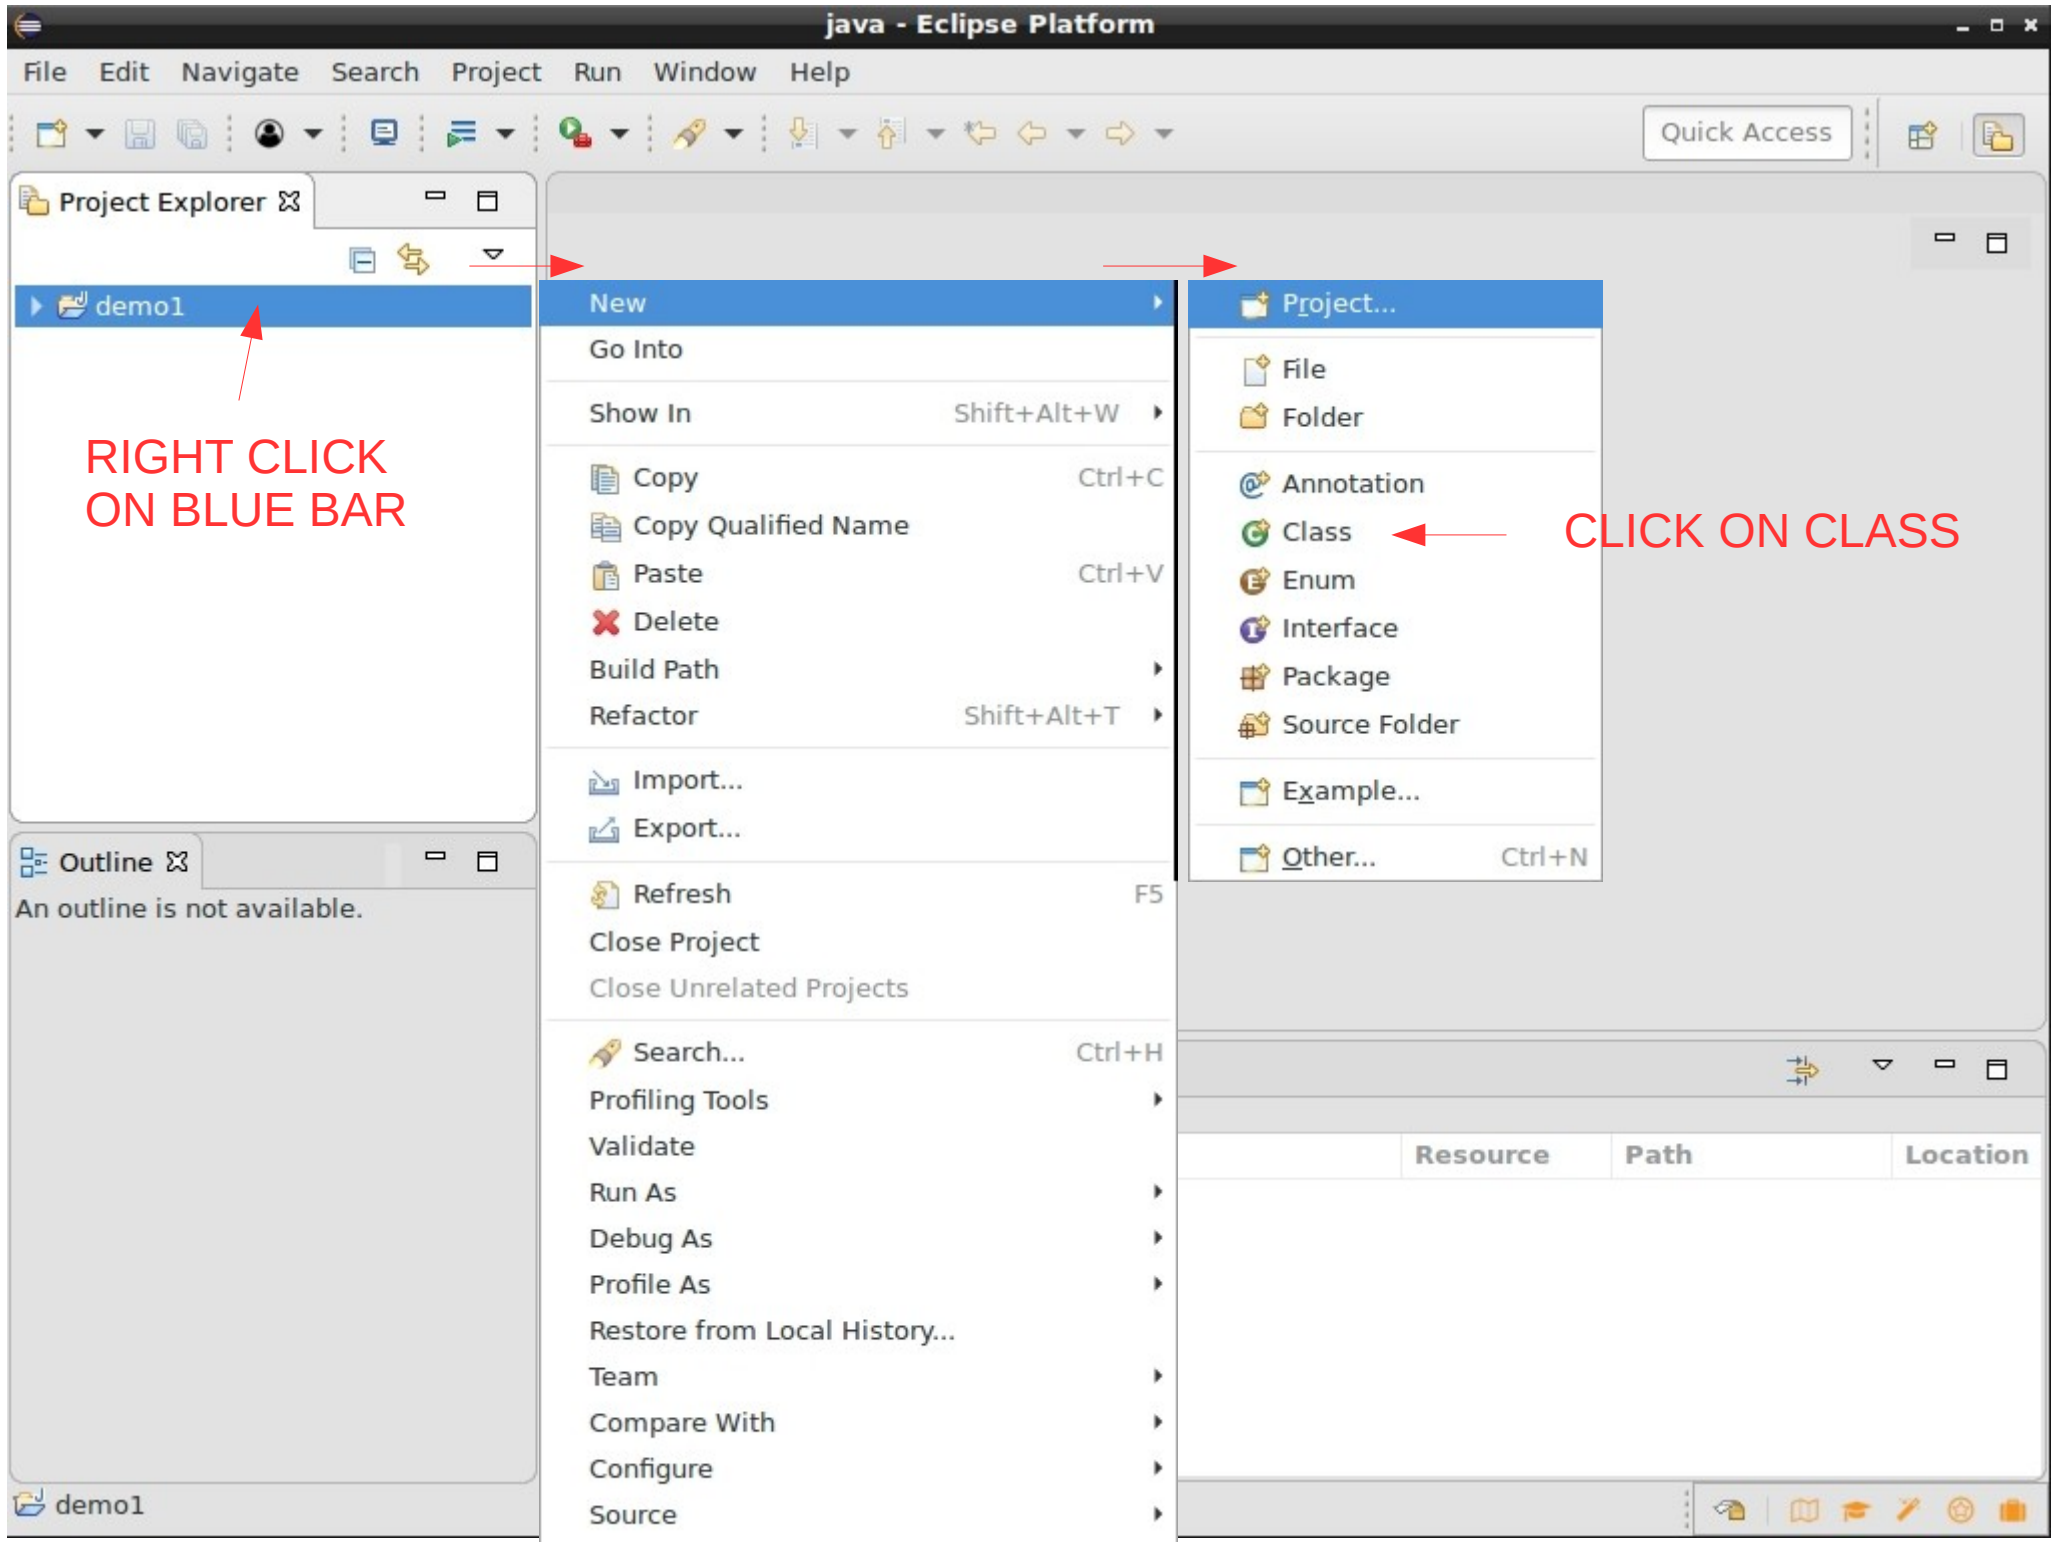 java - Eclipse Platform
File Edit Navigate Search Project Run Window Help
Quick Access
Project Explorer
demo1
RIGHT CLICK
ON BLUE BAR
New
Go Into
Show In Shift+Alt+W
Copy Ctrl+C
Copy Qualified Name
Paste Ctrl+V
Delete
Build Path
Refactor Shift+Alt+T
Import...
Export...
Refresh F5
Close Project
Close Unrelated Projects
Search... Ctrl+H
Profiling Tools
Validate
Run As
Debug As
Profile As
Restore from Local History...
Team
Compare With
Configure
Source
Project...
File
Folder
Annotation
Class
Enum
Interface
Package
Source Folder
Example...
Other... Ctrl+N
CLICK ON CLASS
Outline
An outline is not available.
Resource Path Location
demo1